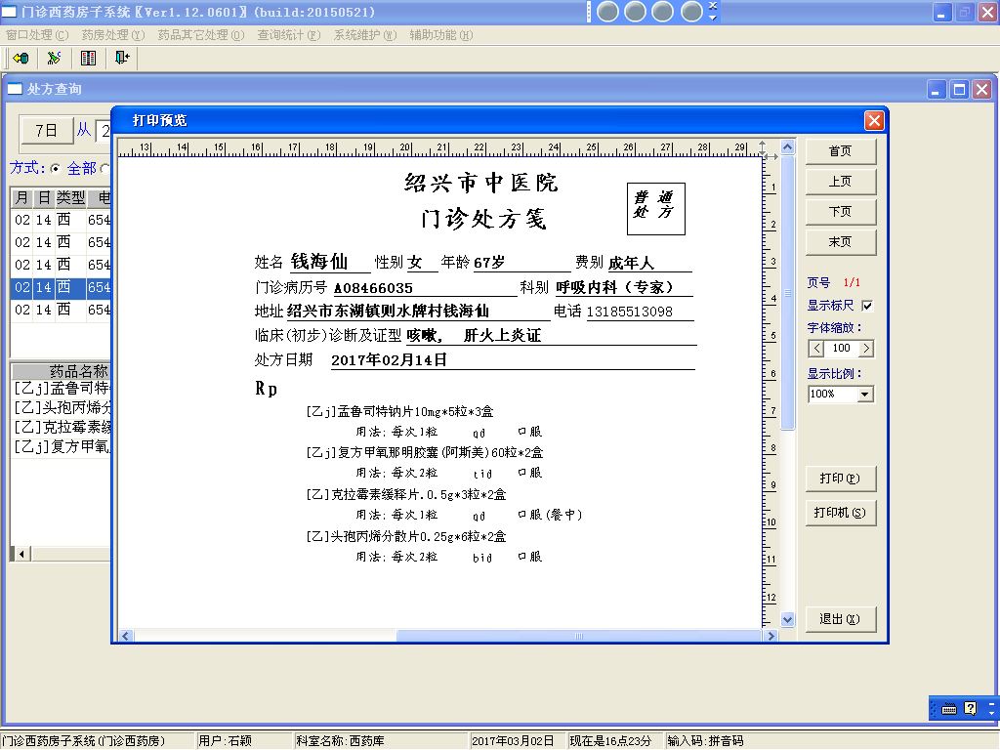 门诊西药房子系统〖Ver1.12.0601〗(build:20150521)
窗口处理(C) 药房处理(Y) 药品其它处理(O) 查询统计(F) 系统维护(W) 辅助功能(H)
处方查询
7日 从 2
方式: 全部
月 日 类型 电
02 14 西 654
02 14 西 654
02 14 西 654
02 14 西 654
02 14 西 654
药品名称
[乙j]孟鲁司特
[乙]头孢丙烯分
[乙]克拉霉素缓
[乙j]复方甲氧
打印预览
13 14 15 16 17 18 19 20 21 22 23 24 25 26 27 28 29
1
2
3
4
5
6
7
8
9
10
11
12
绍兴市中医院
门诊处方笺
普 通
处 方
姓名 钱海仙 性别 女 年龄 67岁 费别 成年人
门诊病历号 A08466035 科别 呼吸内科（专家）
地址 绍兴市东湖镇则水牌村钱海仙 电话 13185513098
临床(初步)诊断及证型 咳嗽, 肝火上炎证
处方日期 2017年02月14日
Rp
[乙j]孟鲁司特钠片10mg*5粒*3盒
用法: 每次1粒 qd 口服
[乙j]复方甲氧那明胶囊(阿斯美)60粒*2盒
用法: 每次2粒 tid 口服
[乙]克拉霉素缓释片.0.5g*3粒*2盒
用法: 每次1粒 qd 口服(餐中)
[乙]头孢丙烯分散片0.25g*6粒*2盒
用法: 每次2粒 bid 口服
首页
上页
下页
末页
页号 1/1
显示标尺
字体缩放:
100
显示比例:
100%
打印(P)
打印机(S)
退出(X)
门诊西药房子系统(门诊西药房) 用户:石颖 科室名称:西药库 2017年03月02日 现在是16点23分 输入码:拼音码